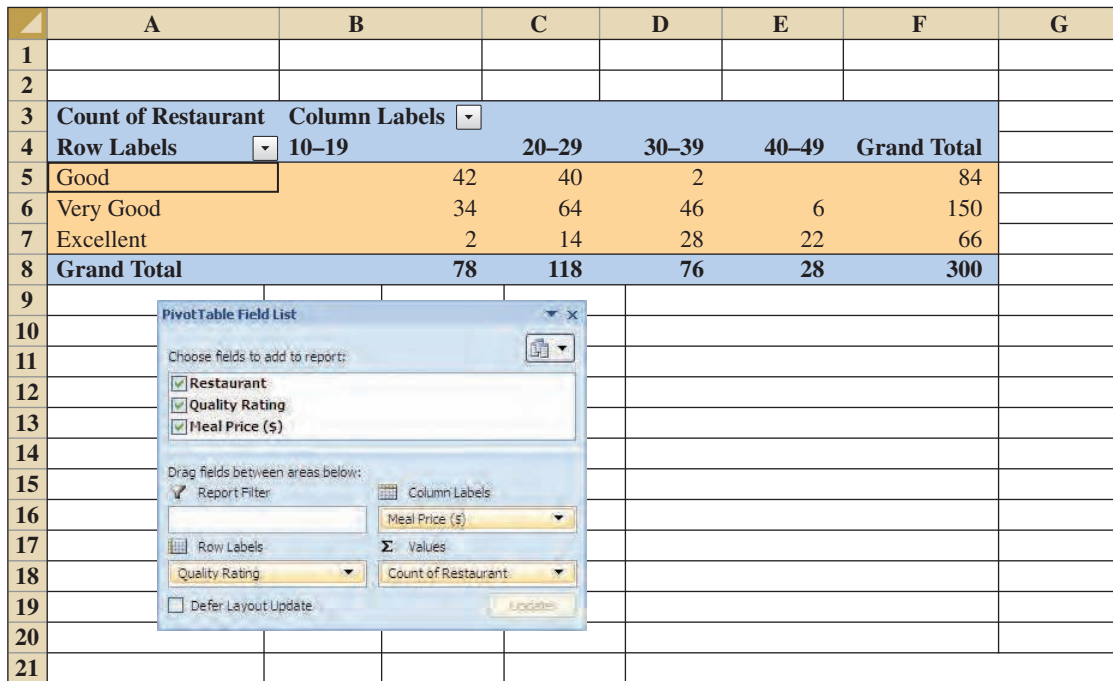 A B C D E F G
1
2
3 Count of Restaurant Column Labels
4 Row Labels 10–19 20–29 30–39 40–49 Grand Total
5 Good 42 40 2 84
6 Very Good 34 64 46 6 150
7 Excellent 2 14 28 22 66
8 Grand Total 78 118 76 28 300
9
PivotTable Field List
10
11
Choose fields to add to report:
12
Restaurant
Quality Rating
13
Meal Price ($)
14
15
Drag fields between areas below:
Report Filter Column Labels
16
Meal Price ($)
17
Row Labels Σ Values
18
Quality Rating Count of Restaurant
19
Defer Layout Update Update
20
21